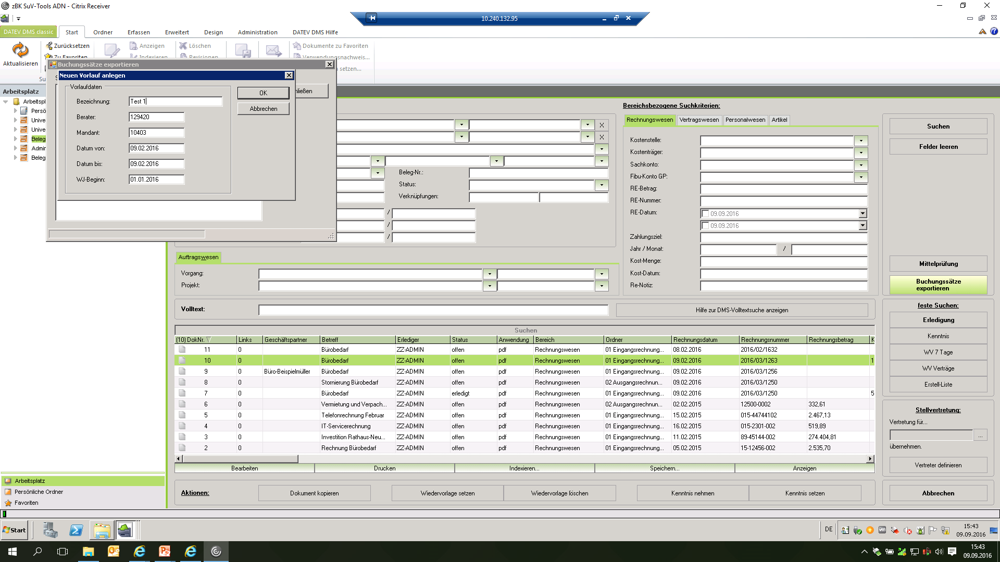 zBK SuV-Tools ADN - Citrix Receiver
10.240.132.95
DATEV DMS classic Start Ordner Erfassen Erweitert Design Administration DATEV DMS Hilfe
Aktualisieren
Zurücksetzen
Zu Favoriten
Anzeigen
Indexieren
Löschen
Revisionen
Dokumente zu Favoriten
Verwendungsnachweis...
setzen...
Su
Buchungssätze exportieren
Neuen Vorlauf anlegen
Vorlaufdaten
Bezeichnung: Test 1
Berater: 129420
Mandant: 10403
Datum von: 09.02.2016
Datum bis: 09.02.2016
WJ-Beginn: 01.01.2016
OK
Abbrechen
ließen
Arbeitsplatz
Arbeitspl
Persö
Unive
Unive
Beleg
Admin
Beleg
Beleg-Nr.:
Status:
Verknüpfungen:
X
X
/
/
/
Auftragswesen
Vorgang:
Projekt:
Volltext:
Hilfe zur DMS-Volltextsuche anzeigen
Bereichsbezogene Suchkriterien:
Rechnungswesen Vertragswesen Personalwesen Artikel
Kostenstelle:
Kostenträger:
Sachkonto:
Fibu-Konto GP:
RE-Betrag:
RE-Nummer:
RE-Datum: 09.09.2016
09.09.2016
Zahlungsziel:
Jahr / Monat: /
Kost-Menge:
Kost-Datum:
Re-Notiz:
Suchen
Felder leeren
Mittelprüfung
Buchungssätze
exportieren
feste Suchen:
Erledigung
Kenntnis
WV 7 Tage
WV Verträge
Erstell-Liste
Stellvertretung:
Vertretung für...
...
übernehmen.
Vertreter definieren
Abbrechen
Suchen
(10) DokNr. Links Geschäftspartner Betreff Erlediger Status Anwendung Bereich Ordner Rechnungsdatum Rechnungsnummer Rechnungsbetrag K
11 0 Bürobedarf ZZ-ADMIN offen pdf Rechnungswesen 01 Eingangsrechnung... 08.02.2016 2016/02/1632
10 0 Bürobedarf ZZ-ADMIN offen pdf Rechnungswesen 01 Eingangsrechnung... 09.02.2016 2016/03/1263 1
9 0 Büro-Beispielmüller Bürobedarf ZZ-ADMIN offen pdf Rechnungswesen 01 Eingangsrechnung... 09.02.2016 2016/03/1256
8 0 Stornierung Bürobedarf ZZ-ADMIN offen pdf Rechnungswesen 02 Ausgangsrechnun... 09.02.2016 2016/03/1250
7 0 Bürobedarf ZZ-ADMIN erledigt pdf Rechnungswesen 01 Eingangsrechnung... 09.02.2016 2016/03/1250 5
6 0 Vermietung und Verpach... ZZ-ADMIN offen pdf Rechnungswesen 02 Ausgangsrechnun... 02.02.2015 12500-0002 332,61
5 0 Telefonrechnung Februar ZZ-ADMIN offen pdf Rechnungswesen 01 Eingangsrechnung... 15.02.2015 015-44744102 2.467,13
4 0 IT-Servicerechnung ZZ-ADMIN offen pdf Rechnungswesen 01 Eingangsrechnung... 16.02.2015 015-2301-002 519,89
3 0 Investition Rathaus-Neu... ZZ-ADMIN offen pdf Rechnungswesen 01 Eingangsrechnung... 11.02.2015 89-45144-002 274.404,81
2 0 Rechnung Bürobedarf ZZ-ADMIN offen pdf Rechnungswesen 01 Eingangsrechnung... 05.02.2015 15-12456-002 2.535,70
Bearbeiten Drucken Indexieren... Speichern... Anzeigen
Aktionen: Dokument kopieren Wiedervorlage setzen Wiedervorlage löschen Kenntnis nehmen Kenntnis setzen
Arbeitsplatz
Persönliche Ordner
Favoriten
Start
DE
15:43
09.09.2016
15:43
09.09.2016